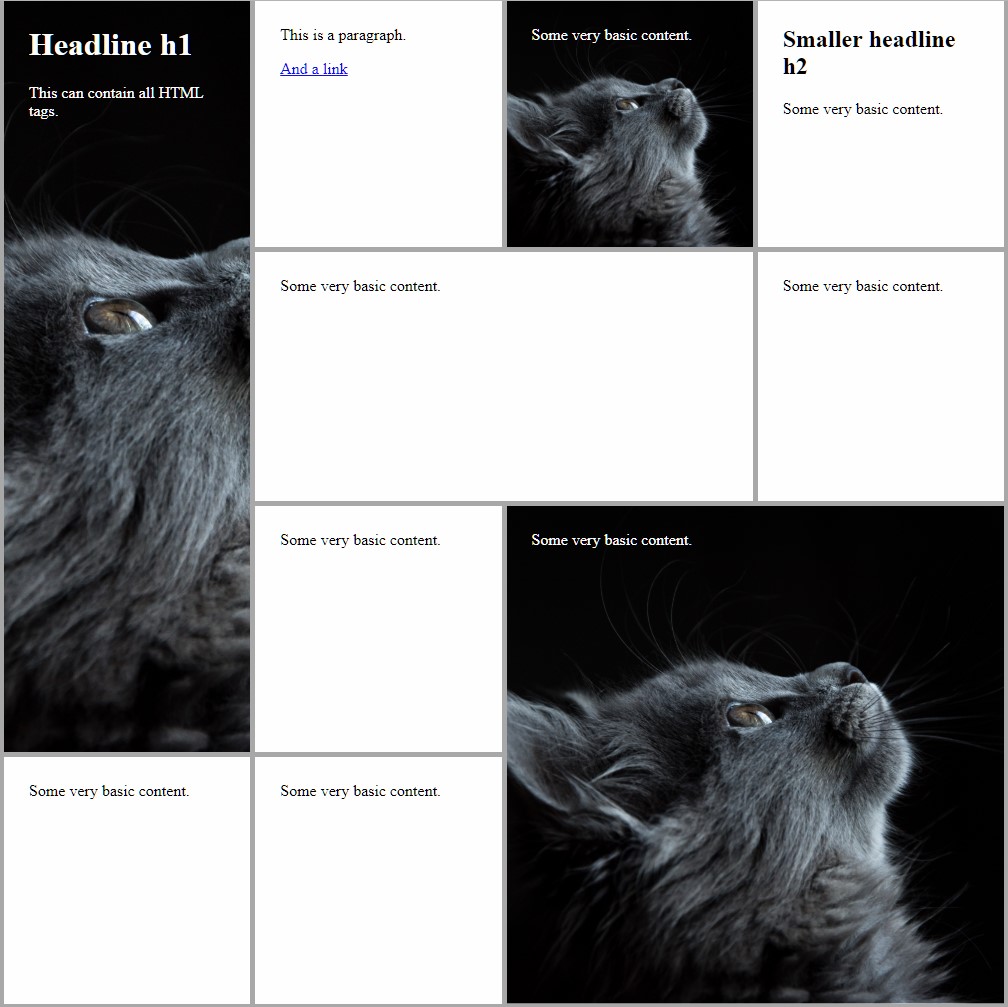 Headline h1
This can contain all HTML
tags.
This is a paragraph.
And a link
Some very basic content.
Smaller headline
h2
Some very basic content.
Some very basic content.
Some very basic content.
Some very basic content.
Some very basic content.
Some very basic content.
Some very basic content.